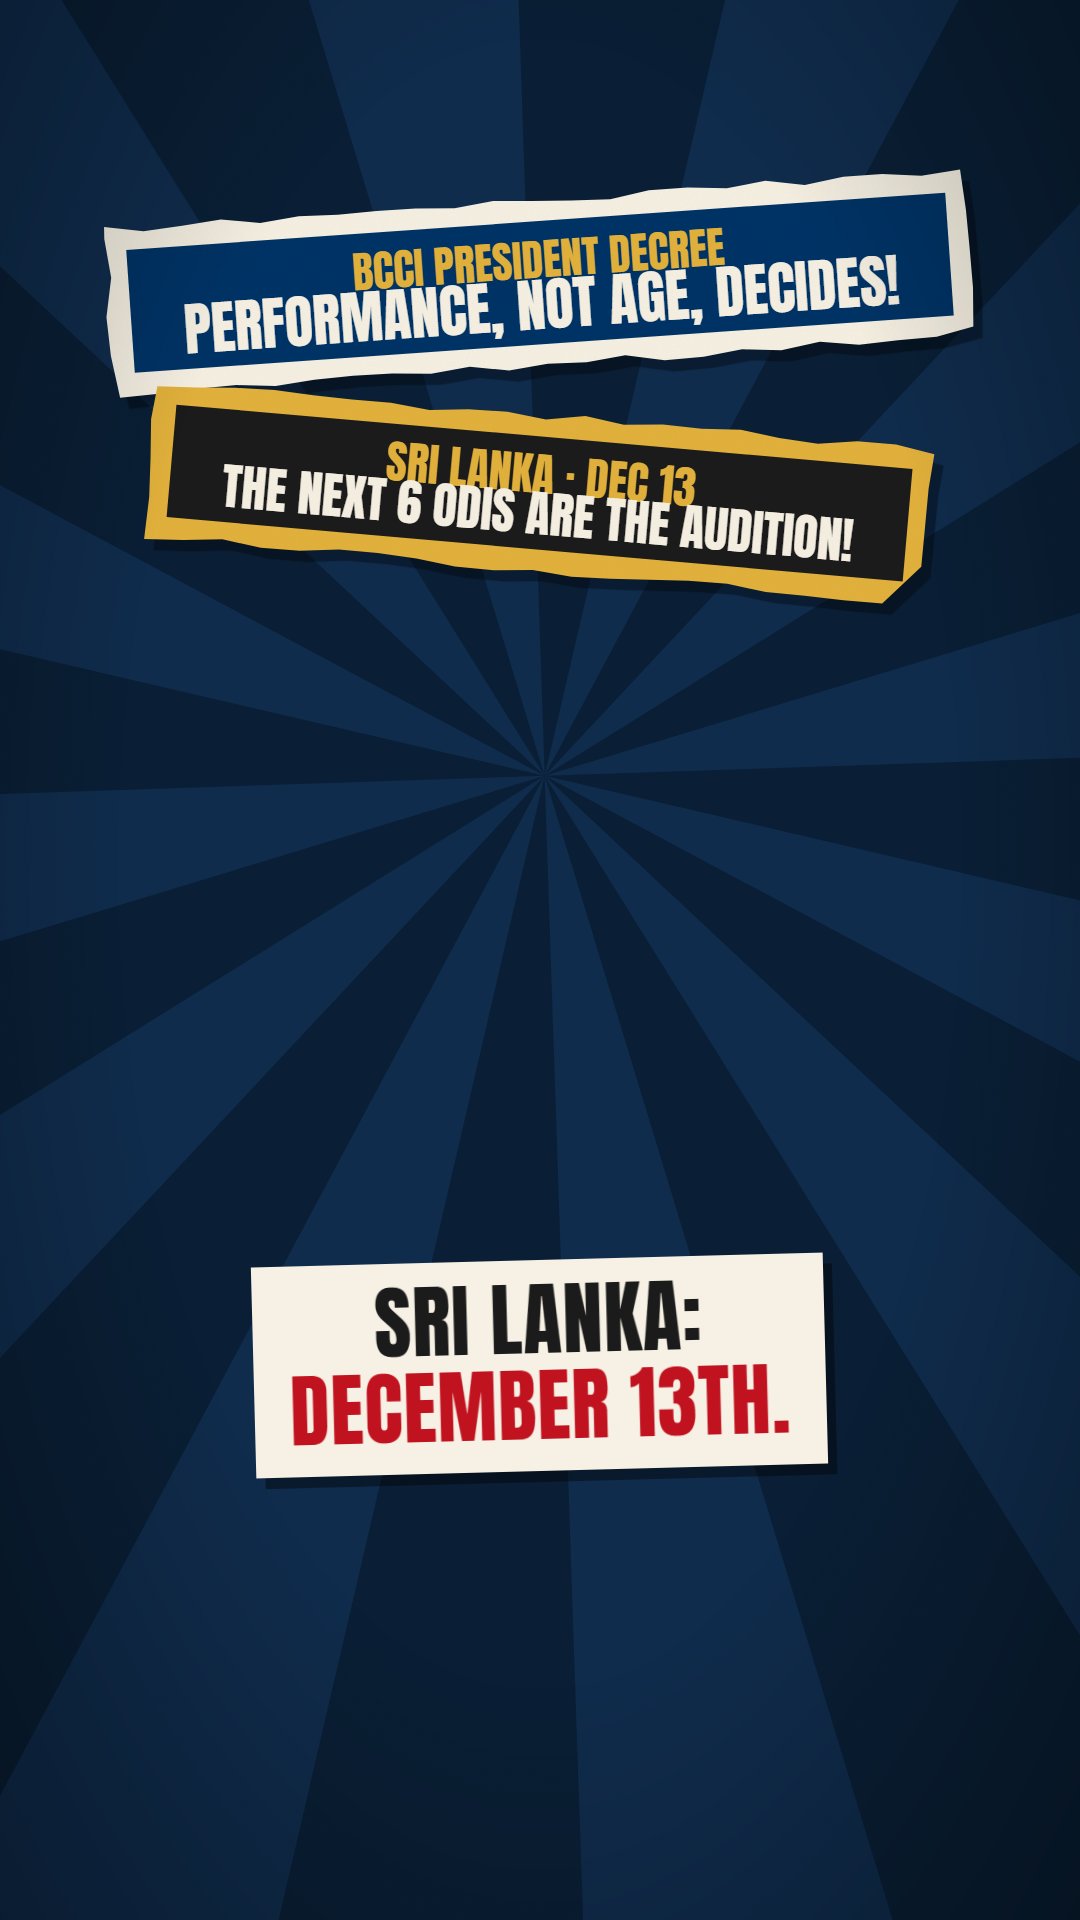 BCCI PRESIDENT DECREE
PERFORMANCE, NOT AGE, DECIDES!
SRI LANKA · DEC 13
THE NEXT 6 ODIS ARE THE AUDITION!
SRI LANKA:
DECEMBER 13TH.